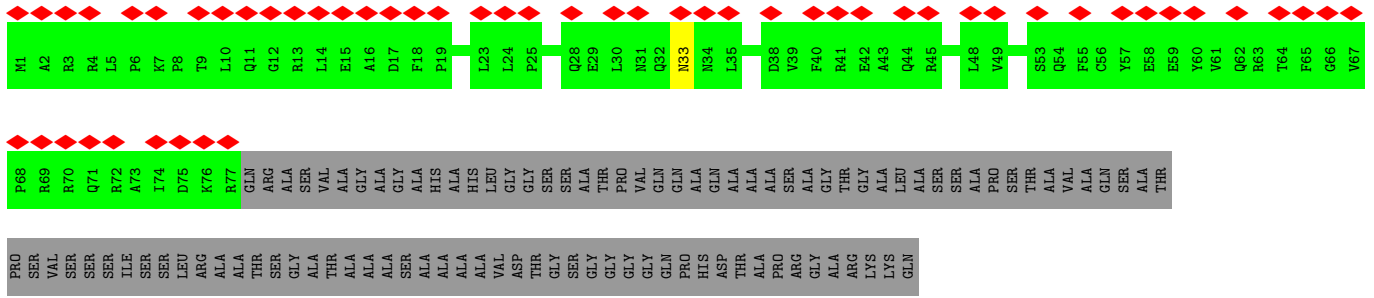 M1 A2 R3 R4 L5 P6 K7 P8 T9 L10 Q11 G12 R13 L14 E15 A16 D17 F18 P19 L23 L24 P25 Q28 E29 L30 N31 Q32 N33 N34 L35 D38 V39 F40 R41 E42 A43 Q44 R45 L48 V49 S53 Q54 F55 C56 Y57 E58 E59 Y60 V61 Q62 R63 T64 F65 G66 V67
P68 R69 R70 Q71 R72 A73 I74 D75 K76 R77 GLN ARG ALA SER VAL ALA GLY ALA GLY ALA HIS ALA HIS LEU GLY GLY SER SER ALA THR PRO VAL GLN GLN ALA GLN ALA ALA ALA SER ALA GLY THR GLY ALA LEU ALA SER SER ALA PRO SER THR ALA VAL ALA GLN SER ALA THR
PRO SER VAL SER SER SER ILE SER SER LEU ARG ALA ALA THR SER GLY ALA THR ALA ALA ALA SER ALA ALA ALA ALA VAL ASP THR GLY SER GLY GLY GLY GLY GLN PRO HIS ASP THR ALA PRO ARG GLY ALA ARG LYS LYS GLN